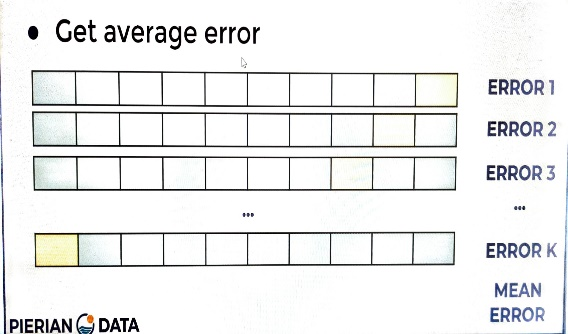 • Get average error
ERROR 1
ERROR 2
ERROR 3
...
...
ERROR K
MEAN
ERROR
PIERIAN DATA